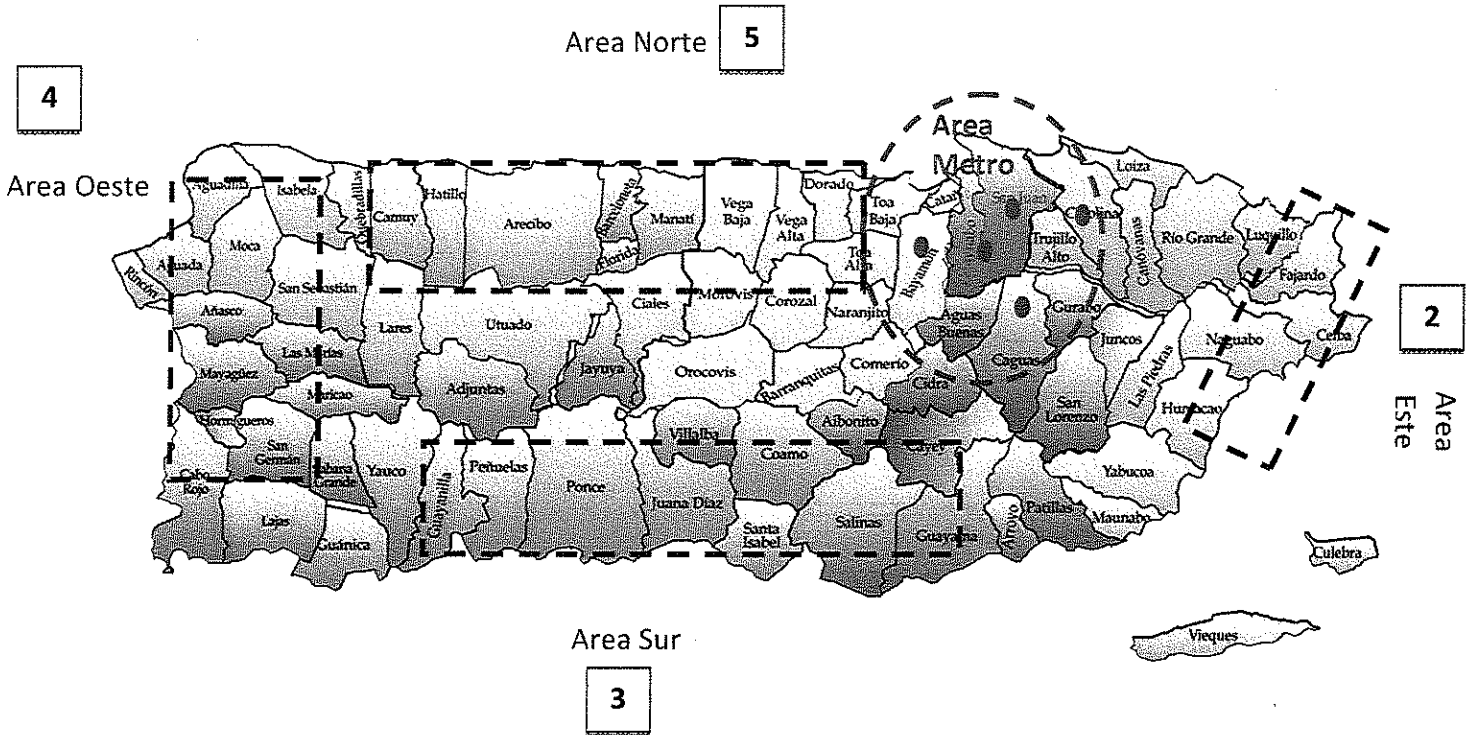 Area Norte
5
4
Area Oeste
Area
Metro
Loiza
Aguadilla
Isabela
Quebradillas
Camuy
Hatillo
Arecibo
Barceloneta
Manatí
Vega
Baja
Vega
Alta
Dorado
Toa
Baja
San Juan
Carolina
Trujillo
Alto
Canovanas
Río Grande
Luquillo
Fajardo
Moca
Aguada
Rincón
Florida
Toa
Alta
Bayamón
San Sebastián
Añasco
Lares
Utuado
Ciales
Morovis
Corozal
Naranjito
Aguas
Buenas
Gurabo
Juncos
Naguabo
Ceiba
2
Las Marías
Mayagüez
Maricao
Adjuntas
Jayuya
Orocovis
Barranquitas
Comerío
Caguas
Cidra
Las Piedras
San
Lorenzo
Humacao
Area
Este
Hormigueros
San
Germán
Sabana
Grande
Cabo
Rojo
Yauco
Guayanilla
Peñuelas
Ponce
Villalba
Juana Díaz
Coamo
Aibonito
Cayey
Yabucoa
Lajas
Guánica
Santa
Isabel
Salinas
Guayama
Arroyo
Patillas
Maunabo
Culebra
Vieques
Area Sur
3